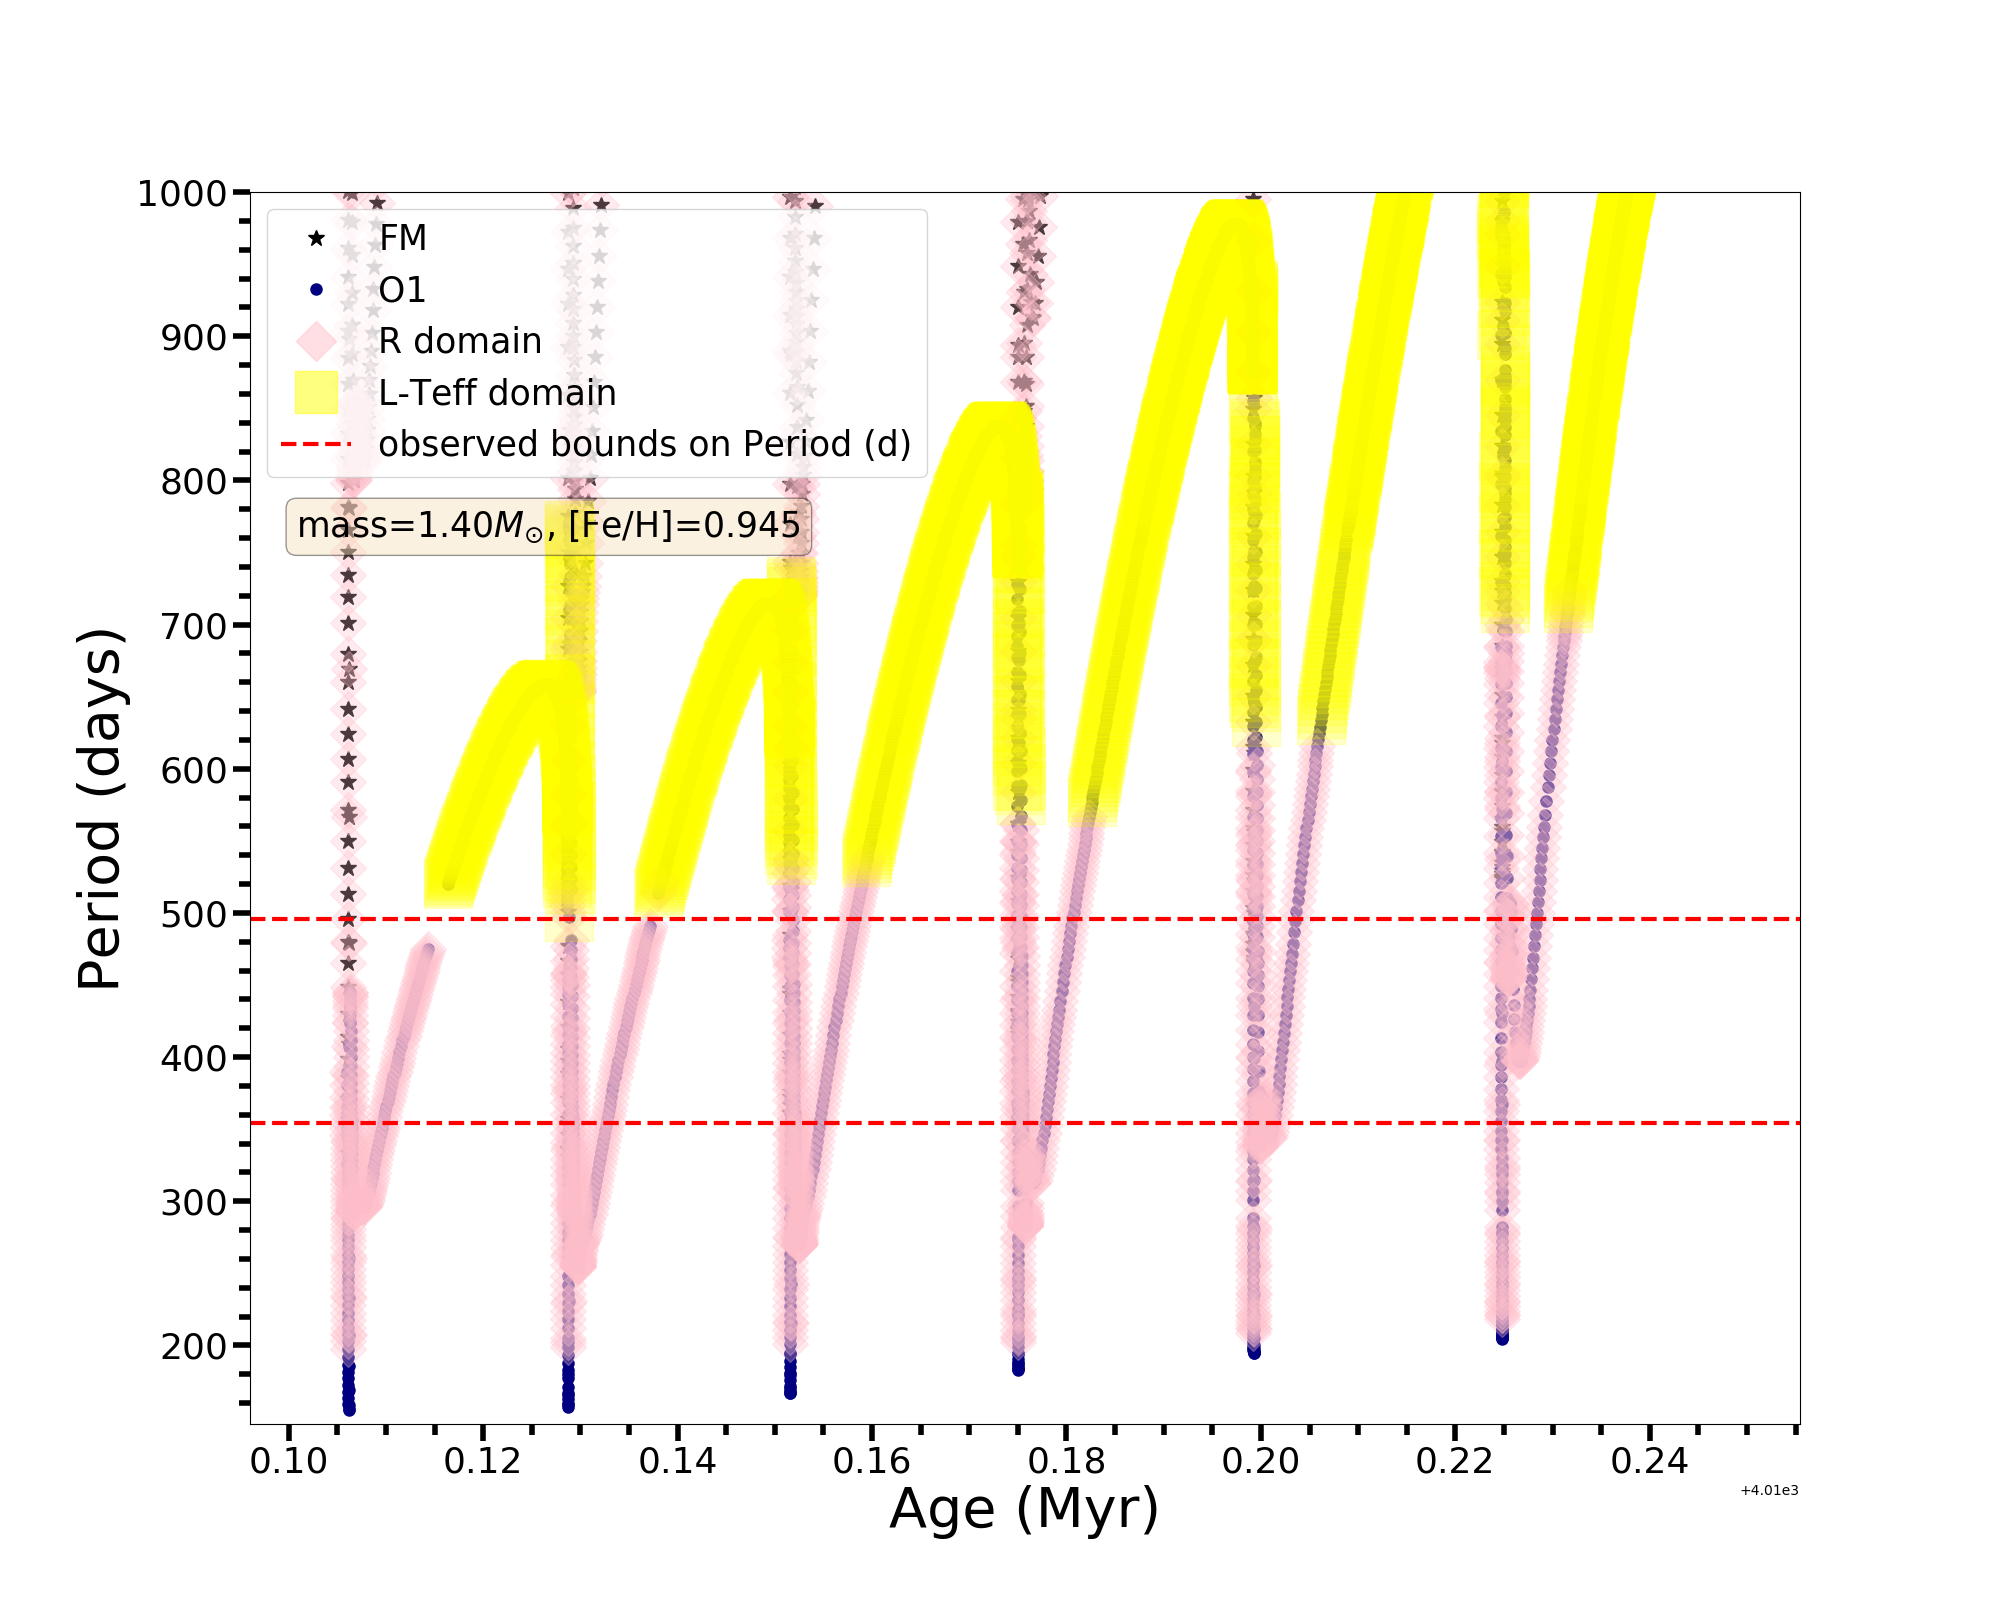 1000
900
800
700
600
500
400
300
200
Period (days)
FM
O1
R domain
L-Teff domain
observed bounds on Period (d)
mass=1.40M⊙, [Fe/H]=0.945
0.10 0.12 0.14 0.16 0.18 0.20 0.22 0.24
+4.01e3
Age (Myr)